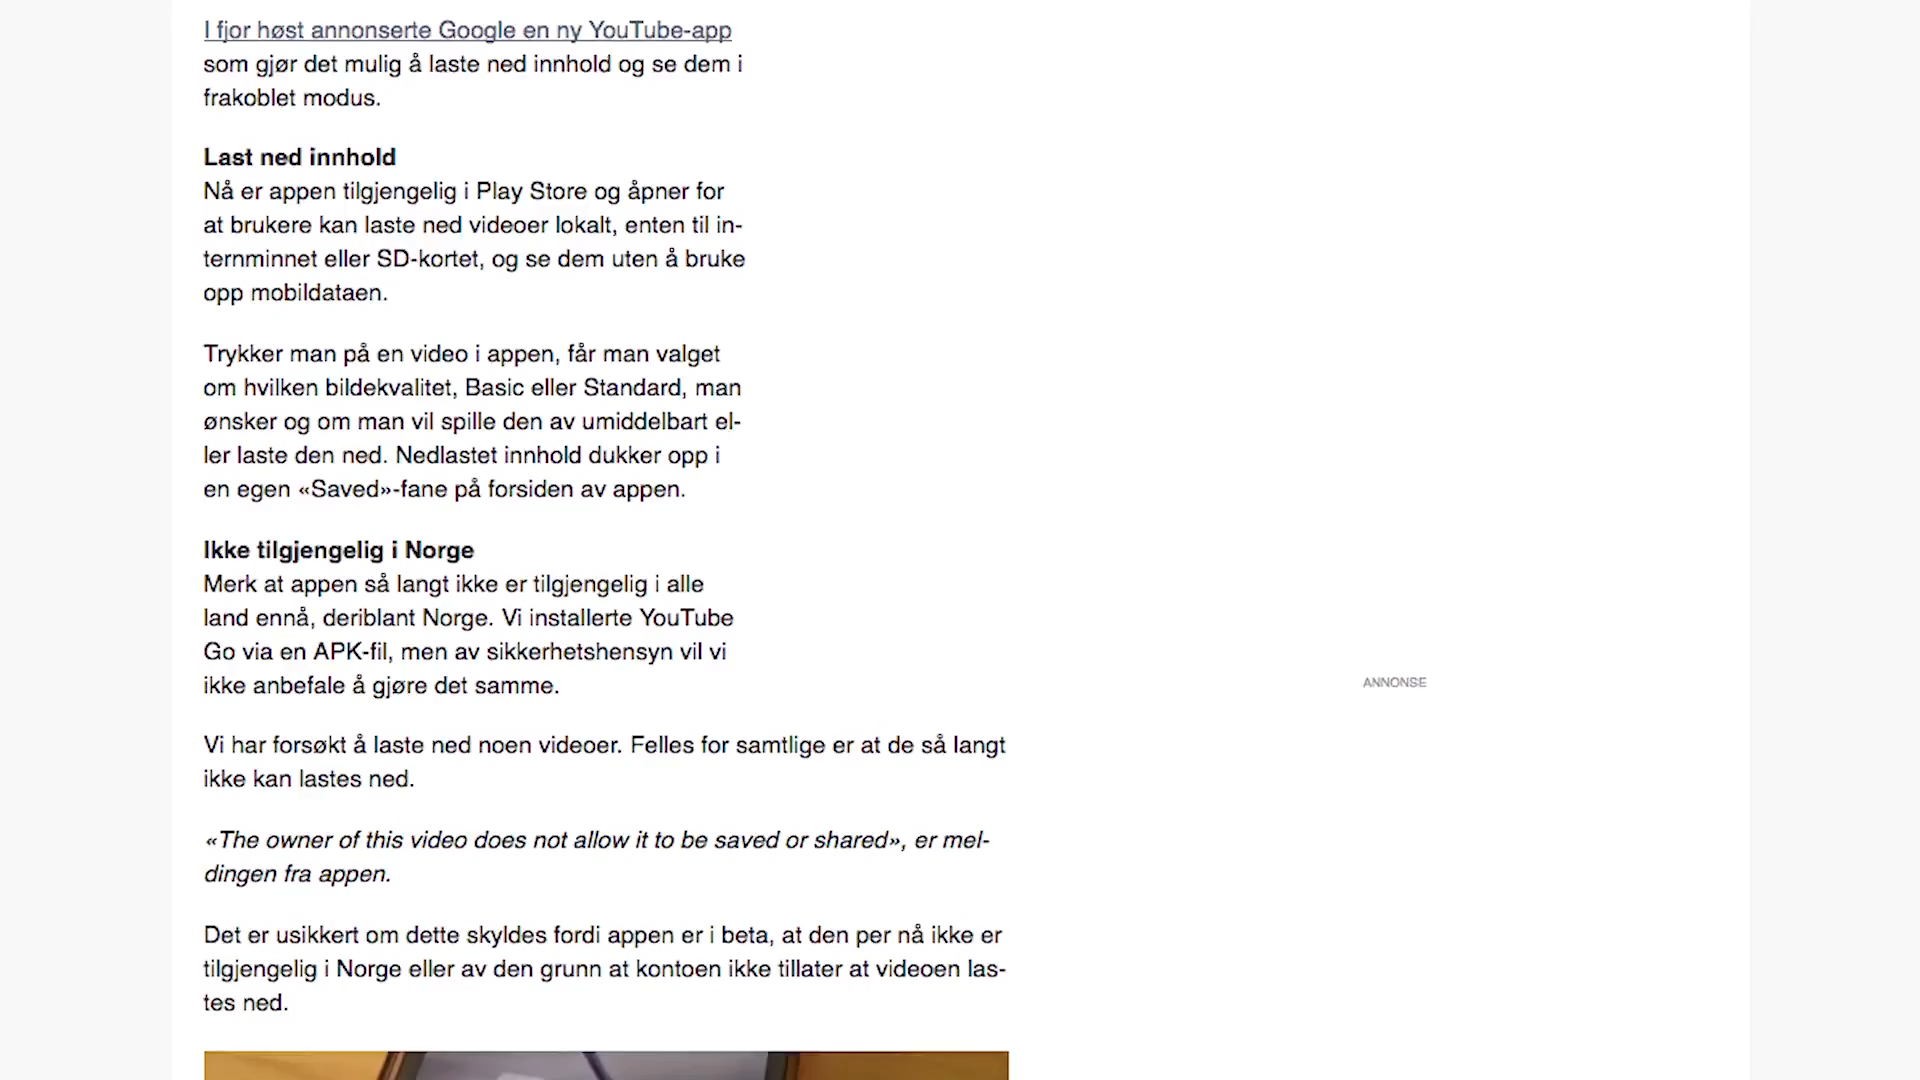 I fjor høst annonserte Google en ny YouTube-app
som gjør det mulig å laste ned innhold og se dem i
frakoblet modus.
Last ned innhold
Nå er appen tilgjengelig i Play Store og åpner for
at brukere kan laste ned videoer lokalt, enten til in-
ternminnet eller SD-kortet, og se dem uten å bruke
opp mobildataen.
Trykker man på en video i appen, får man valget
om hvilken bildekvalitet, Basic eller Standard, man
ønsker og om man vil spille den av umiddelbart el-
ler laste den ned. Nedlastet innhold dukker opp i
en egen «Saved»-fane på forsiden av appen.
Ikke tilgjengelig i Norge
Merk at appen så langt ikke er tilgjengelig i alle
land ennå, deriblant Norge. Vi installerte YouTube
Go via en APK-fil, men av sikkerhetshensyn vil vi
ikke anbefale å gjøre det samme.
ANNONSE
Vi har forsøkt å laste ned noen videoer. Felles for samtlige er at de så langt
ikke kan lastes ned.
«The owner of this video does not allow it to be saved or shared», er mel-
dingen fra appen.
Det er usikkert om dette skyldes fordi appen er i beta, at den per nå ikke er
tilgjengelig i Norge eller av den grunn at kontoen ikke tillater at videoen las-
tes ned.